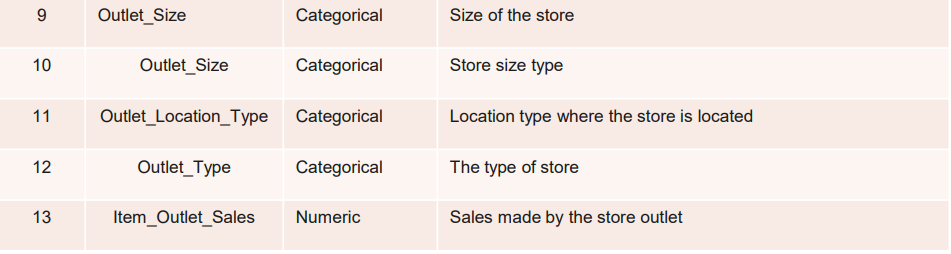 9 Outlet_Size Categorical Size of the store
10 Outlet_Size Categorical Store size type
11 Outlet_Location_Type Categorical Location type where the store is located
12 Outlet_Type Categorical The type of store
13 Item_Outlet_Sales Numeric Sales made by the store outlet